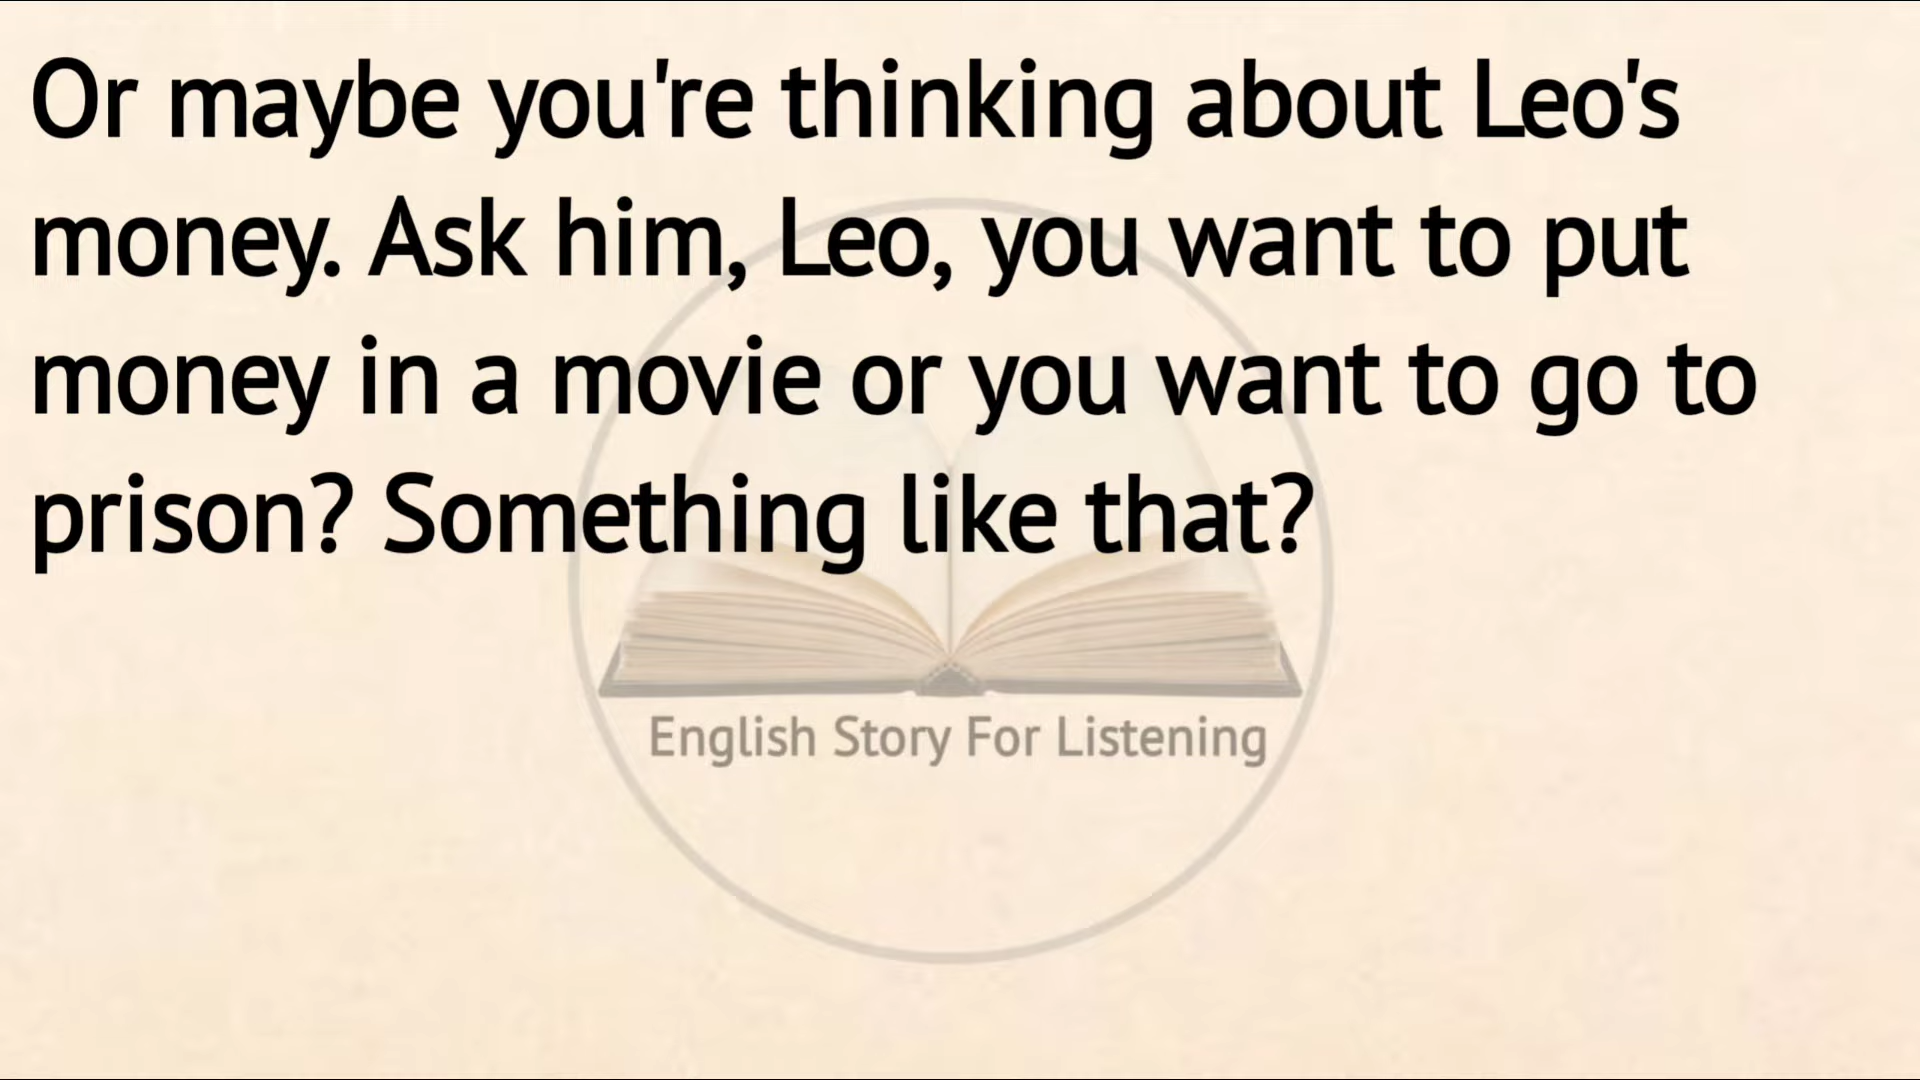 Or maybe you're thinking about Leo's
money. Ask him, Leo, you want to put
money in a movie or you want to go to
prison? Something like that?
English Story For Listening